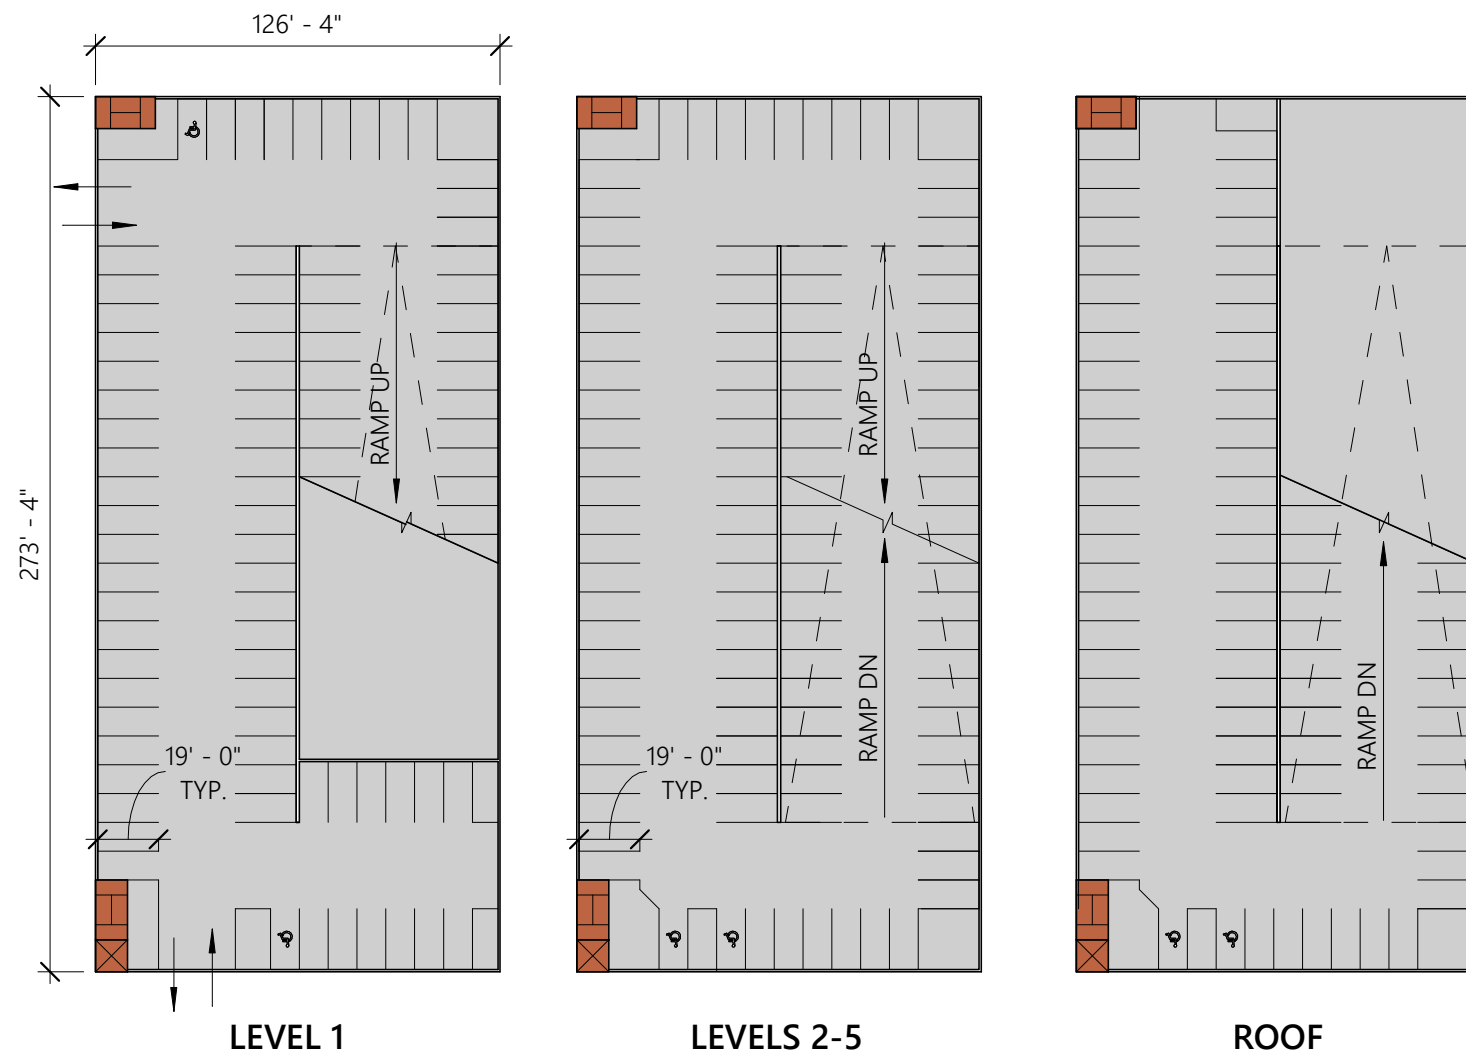 126' - 4"
273' - 4"
RAMP UP
19' - 0"
TYP.
LEVEL 1
RAMP UP
RAMP DN
19' - 0"
TYP.
LEVELS 2-5
RAMP DN
ROOF